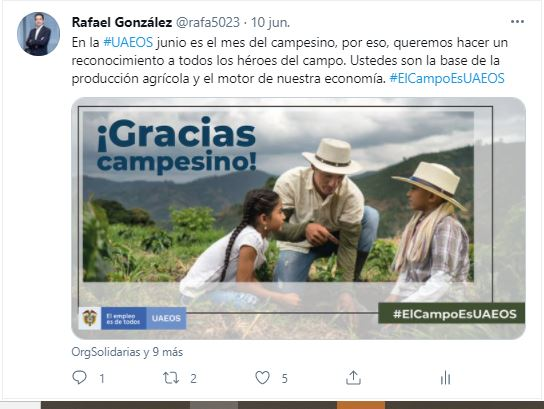 Rafael González @rafa5023 · 10 jun.
En la #UAEOS junio es el mes del campesino, por eso, queremos hacer un
reconocimiento a todos los héroes del campo. Ustedes son la base de la
producción agrícola y el motor de nuestra economía. #ElCampoEsUAEOS
¡Gracias
campesino!
El empleo
es de todos
UAEOS
#ElCampoEsUAEOS
OrgSolidarias y 9 más
1
2
5